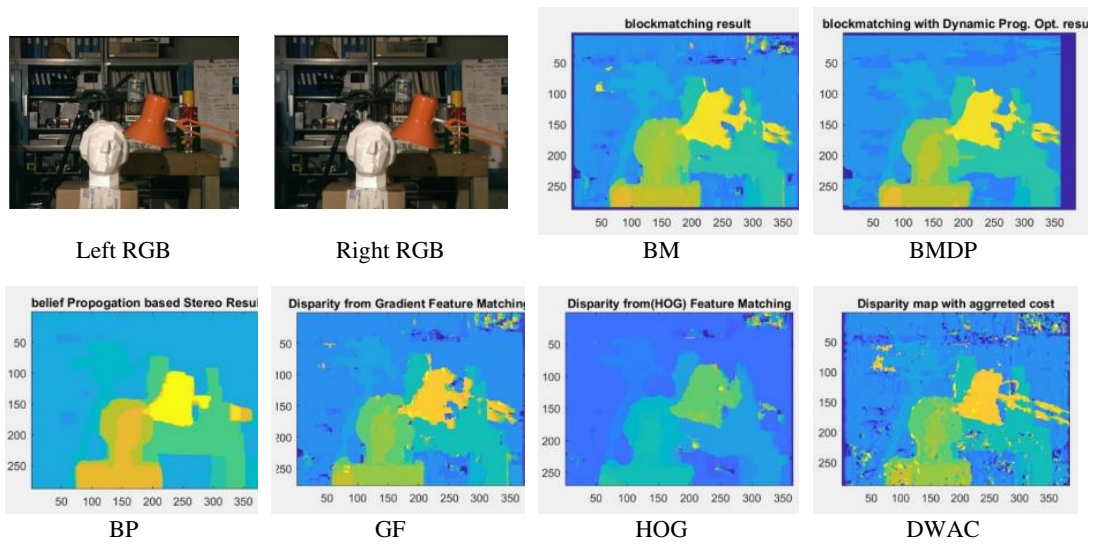 blockmatching result
blockmatching with Dynamic Prog. Opt. resu
50
100
150
200
250
50 100 150 200 250 300 350
50
100
150
200
250
50 100 150 200 250 300 350
Left RGB
Right RGB
BM
BMDP
belief Propogation based Stereo Resul
Disparity from Gradient Feature Matching
Disparity from(HOG) Feature Matching
Disparity map with aggrreted cost
50
100
150
200
250
50 100 150 200 250 300 350
50
100
150
200
250
50 100 150 200 250 300 350
50
100
150
200
250
50 100 150 200 250 300 350
50
100
150
200
250
50 100 150 200 250 300 350
BP
GF
HOG
DWAC